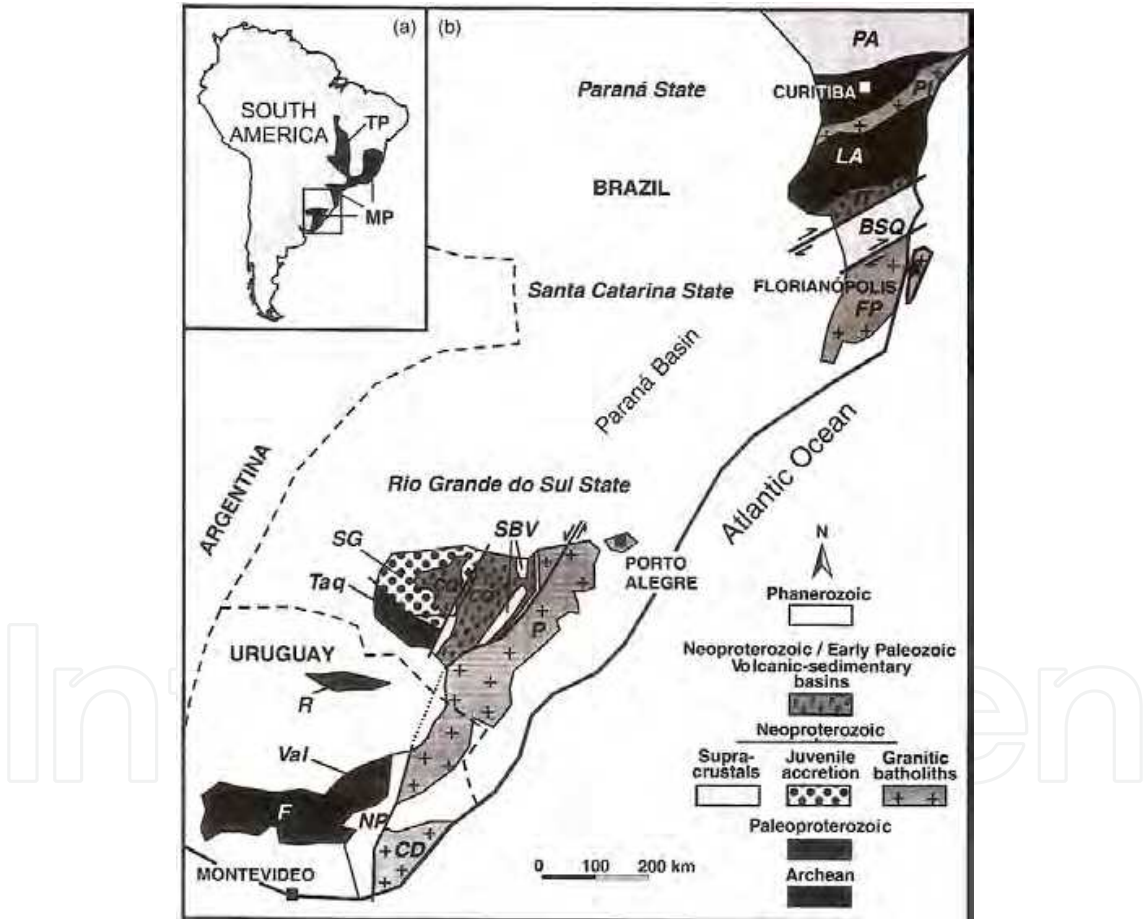 (a)
(b)
SOUTH
AMERICA
TP
MP
PA
Paraná State
CURITIBA
PI
LA
BRAZIL
BSQ
Santa Catarina State
FLORIANÓPOLIS
FP
Paraná Basin
Atlantic Ocean
ARGENTINA
Rio Grande do Sul State
SBV
SG
Taq
PORTO
ALEGRE
P
URUGUAY
R
Val
F
NP
CD
MONTEVIDEO
0 100 200 km
N
Phanerozoic
Neoproterozoic / Early Paleozoic
Volcanic-sedimentary
basins
Neoproterozoic
Supra-
crustals
Juvenile
accretion
Granitic
batholiths
Paleoproterozoic
Archean